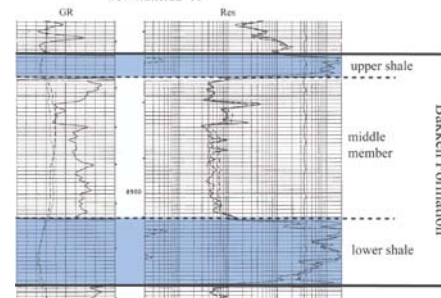 GR
Res
upper shale
middle
member
8900
lower shale
Bakken Formation